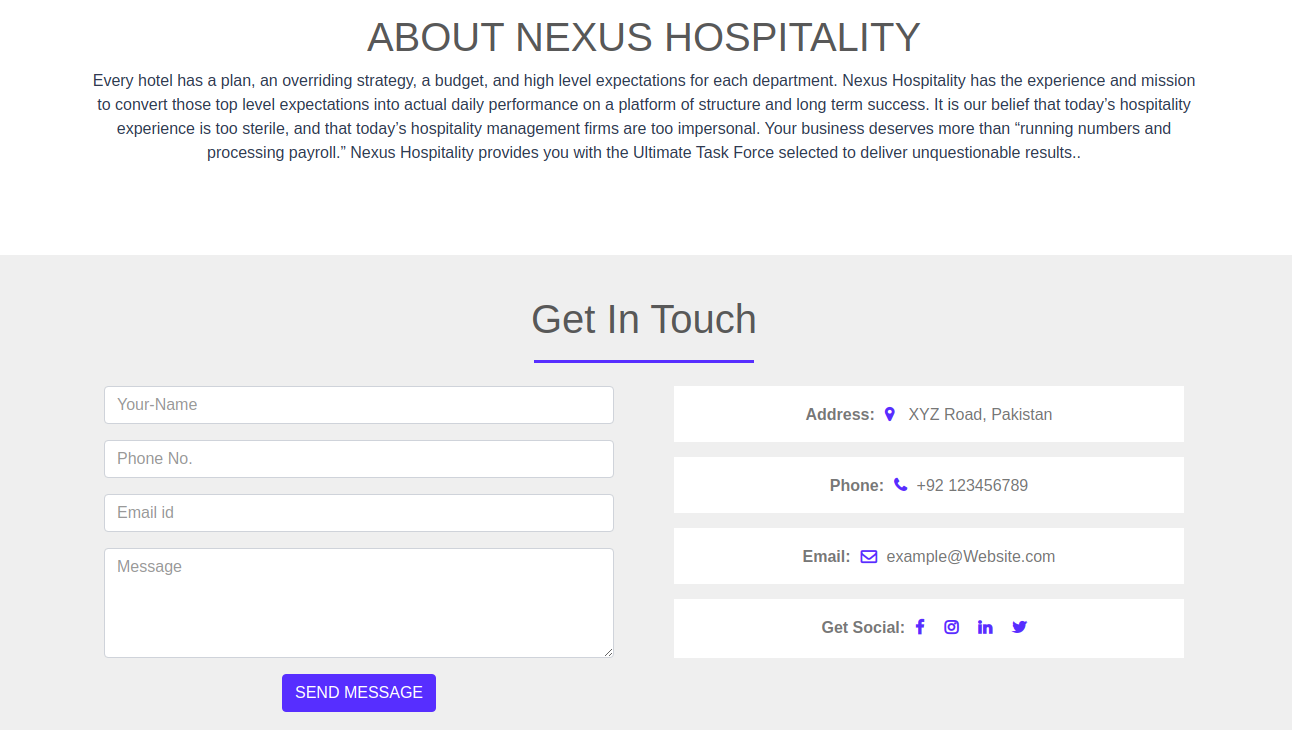 ABOUT NEXUS HOSPITALITY
Every hotel has a plan, an overriding strategy, a budget, and high level expectations for each department. Nexus Hospitality has the experience and mission
to convert those top level expectations into actual daily performance on a platform of structure and long term success. It is our belief that today’s hospitality
experience is too sterile, and that today’s hospitality management firms are too impersonal. Your business deserves more than “running numbers and
processing payroll.” Nexus Hospitality provides you with the Ultimate Task Force selected to deliver unquestionable results..
Get In Touch
Your-Name
Phone No.
Email id
Message
SEND MESSAGE
Address: XYZ Road, Pakistan
Phone: +92 123456789
Email: example@Website.com
Get Social: